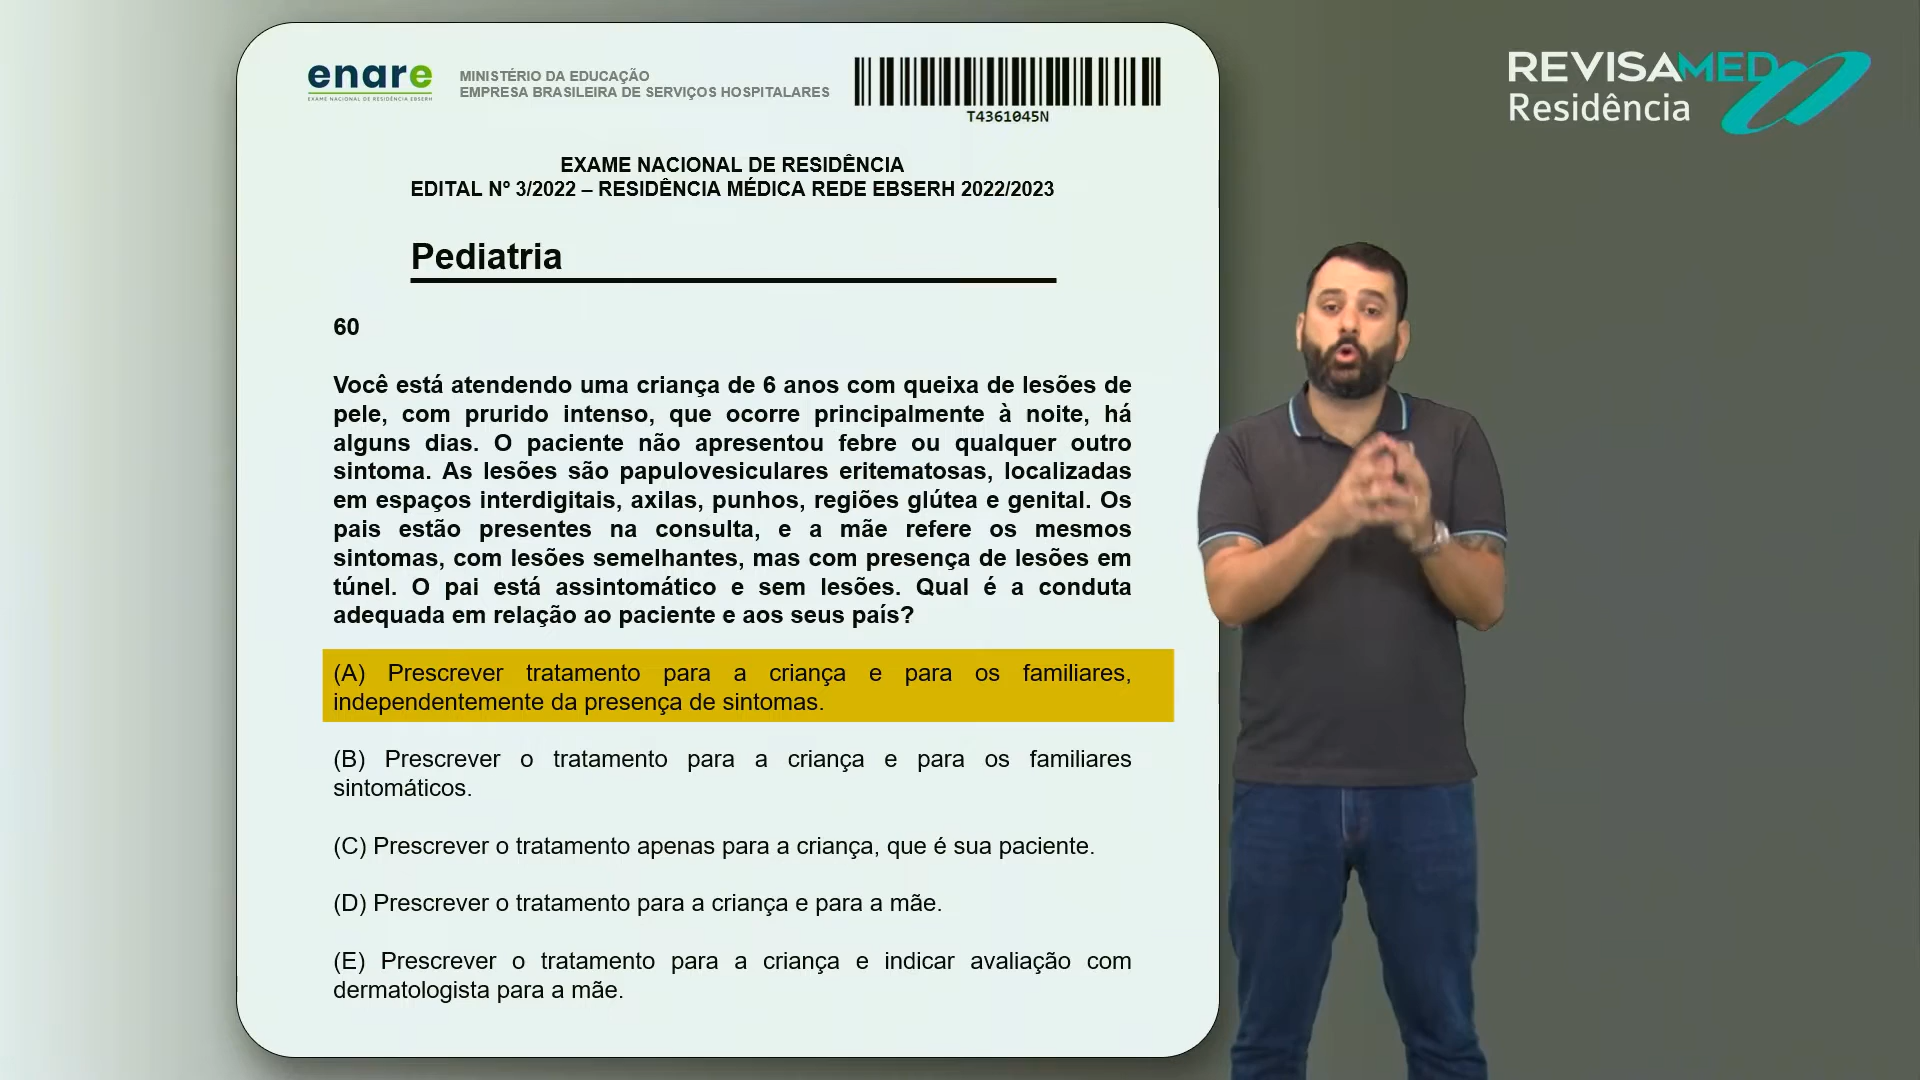 enare
EXAME NACIONAL DE RESIDÊNCIA EBSERH
MINISTÉRIO DA EDUCAÇÃO
EMPRESA BRASILEIRA DE SERVIÇOS HOSPITALARES
T4361045N
REVISAMED
Residência
EXAME NACIONAL DE RESIDÊNCIA
EDITAL Nº 3/2022 – RESIDÊNCIA MÉDICA REDE EBSERH 2022/2023
Pediatria
60
Você está atendendo uma criança de 6 anos com queixa de lesões de
pele, com prurido intenso, que ocorre principalmente à noite, há
alguns dias. O paciente não apresentou febre ou qualquer outro
sintoma. As lesões são papulovesiculares eritematosas, localizadas
em espaços interdigitais, axilas, punhos, regiões glútea e genital. Os
pais estão presentes na consulta, e a mãe refere os mesmos
sintomas, com lesões semelhantes, mas com presença de lesões em
túnel. O pai está assintomático e sem lesões. Qual é a conduta
adequada em relação ao paciente e aos seus país?
(A) Prescrever tratamento para a criança e para os familiares,
independentemente da presença de sintomas.
(B) Prescrever o tratamento para a criança e para os familiares
sintomáticos.
(C) Prescrever o tratamento apenas para a criança, que é sua paciente.
(D) Prescrever o tratamento para a criança e para a mãe.
(E) Prescrever o tratamento para a criança e indicar avaliação com
dermatologista para a mãe.